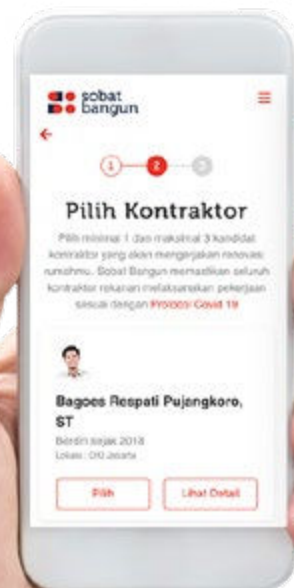 sobat
bangun
1 2 3
Pilih Kontraktor
Pilih minimal 1 dan maksimal 3 kandidat
kontraktor yang akan mengerjakan renovasi
rumahmu. Sobat Bangun memastikan seluruh
kontraktor rekanan melaksanakan pekerjaan
sesuai dengan Protokol Covid 19
Bagoes Respati Pujangkoro,
ST
Berdiri sejak 2018
Lokasi : DKI Jakarta
Pilih Lihat Detail